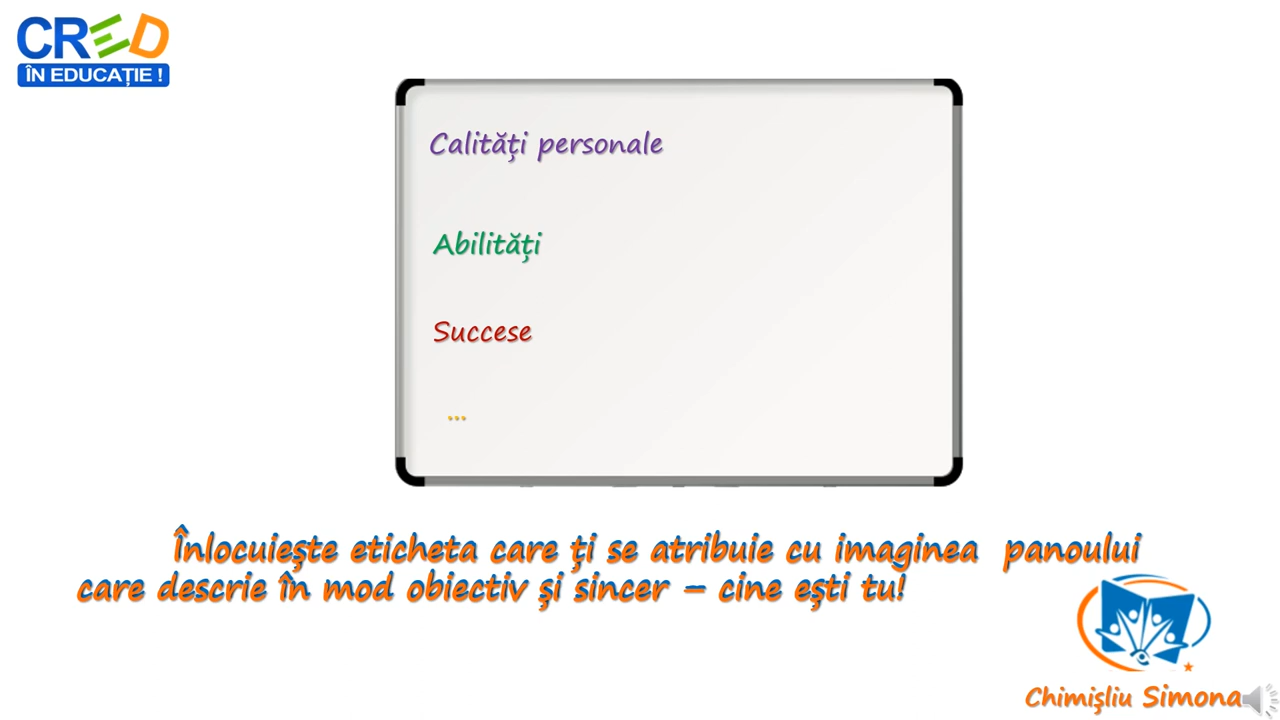 CRED
ÎN EDUCAȚIE !
Calități personale
Abilități
Succese
...
Înlocuiește eticheta care ți se atribuie cu imaginea panoului
care descrie în mod obiectiv și sincer – cine ești tu!
Chimișliu Simona